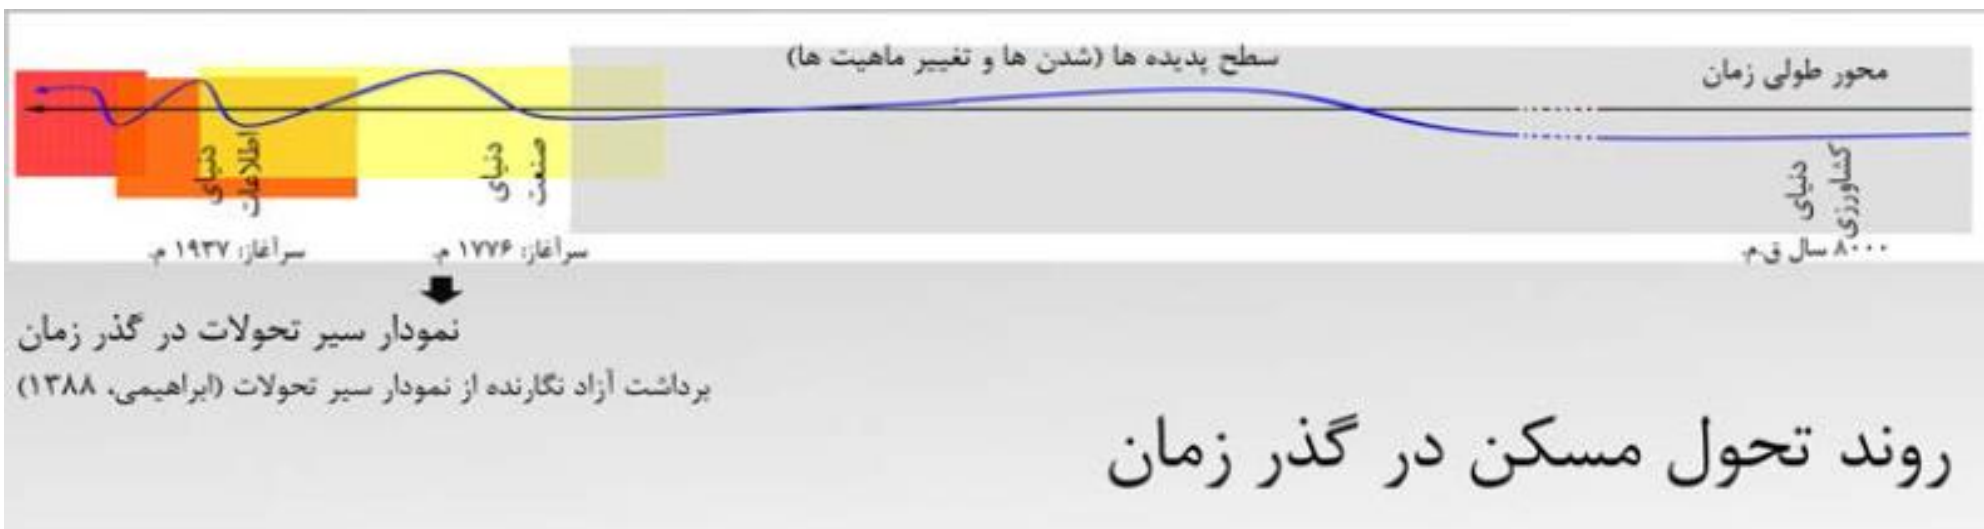 سطح پدیده ها (شدن ها و تغییر ماهیت ها)
محور طولی زمان
دنیای
کشاورزی
۸۰۰۰ سال ق.م.
دنیای
صنعت
سرآغاز: ۱۷۷۶ م.
دنیای
اطلاعات
سرآغاز: ۱۹۳۷ م.
نمودار سیر تحولات در گذر زمان
برداشت آزاد نگارنده از نمودار سیر تحولات (ابراهیمی، ۱۳۸۸)
روند تحول مسکن در گذر زمان